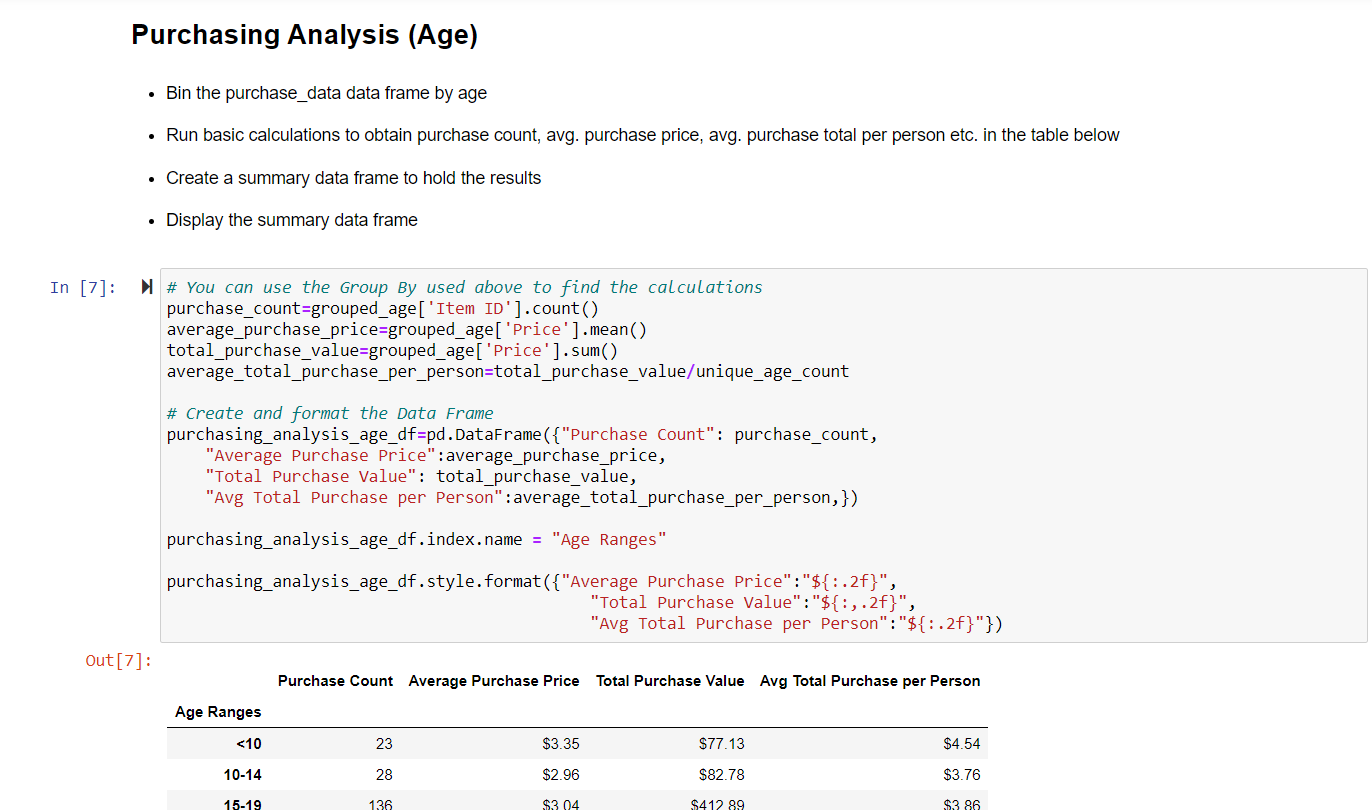 Purchasing Analysis (Age)
• Bin the purchase_data data frame by age
• Run basic calculations to obtain purchase count, avg. purchase price, avg. purchase total per person etc. in the table below
• Create a summary data frame to hold the results
• Display the summary data frame
In [7]:
# You can use the Group By used above to find the calculations
purchase_count=grouped_age['Item ID'].count()
average_purchase_price=grouped_age['Price'].mean()
total_purchase_value=grouped_age['Price'].sum()
average_total_purchase_per_person=total_purchase_value/unique_age_count
# Create and format the Data Frame
purchasing_analysis_age_df=pd.DataFrame({"Purchase Count": purchase_count,
    "Average Purchase Price":average_purchase_price,
    "Total Purchase Value": total_purchase_value,
    "Avg Total Purchase per Person":average_total_purchase_per_person,})
purchasing_analysis_age_df.index.name = "Age Ranges"
purchasing_analysis_age_df.style.format({"Average Purchase Price":"${:.2f}",
                                            "Total Purchase Value":"${:,.2f}",
                                            "Avg Total Purchase per Person":"${:.2f}"})
Out[7]:
Purchase Count Average Purchase Price Total Purchase Value Avg Total Purchase per Person
Age Ranges
<10 23 $3.35 $77.13 $4.54
10-14 28 $2.96 $82.78 $3.76
15-19 136 $3.04 $412.89 $3.86